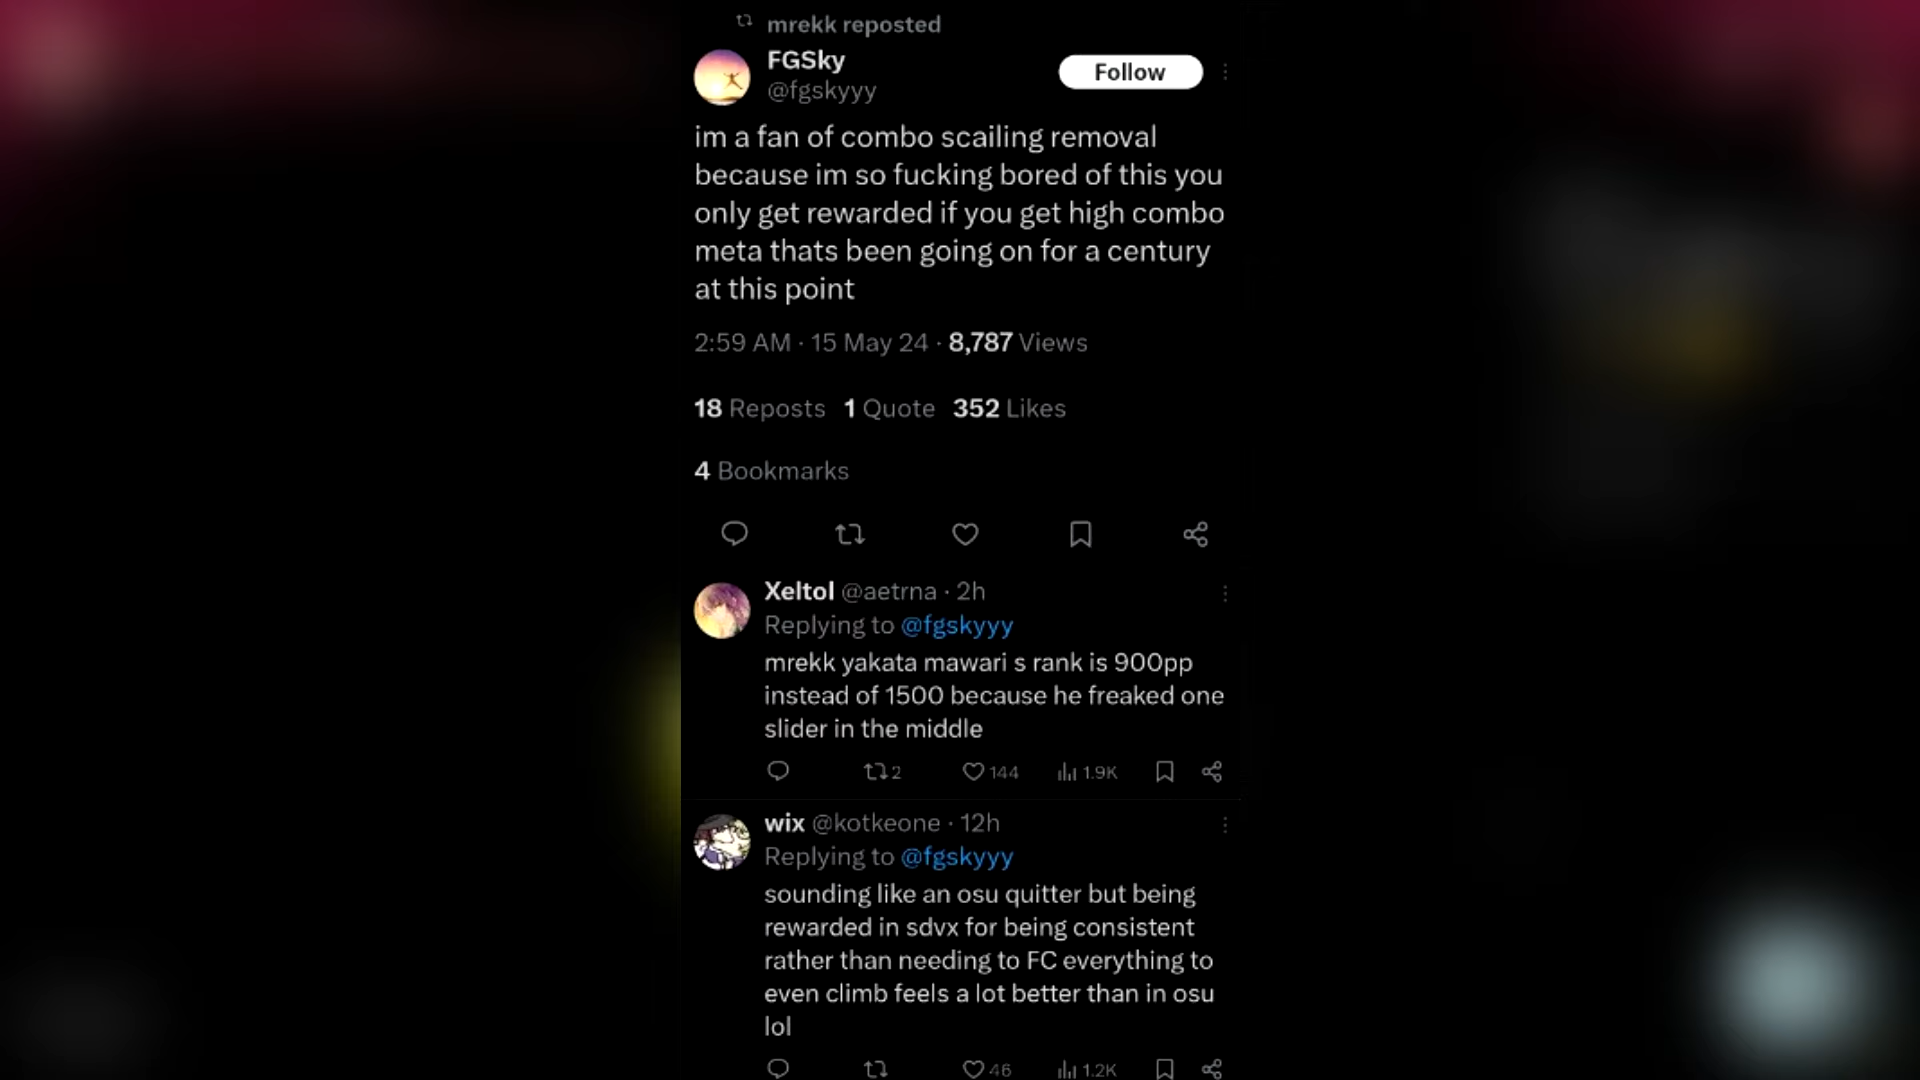 mrekk reposted
FGSky
Follow
@fgskyyy
im a fan of combo scailing removal
because im so fucking bored of this you
only get rewarded if you get high combo
meta thats been going on for a century
at this point
2:59 AM · 15 May 24 · 8,787 Views
18 Reposts 1 Quote 352 Likes
4 Bookmarks
Xeltol @aetrna · 2h
Replying to @fgskyyy
mrekk yakata mawari s rank is 900pp
instead of 1500 because he freaked one
slider in the middle
2 144 1.9K
wix @kotkeone · 12h
Replying to @fgskyyy
sounding like an osu quitter but being
rewarded in sdvx for being consistent
rather than needing to FC everything to
even climb feels a lot better than in osu
lol
46 1.2K